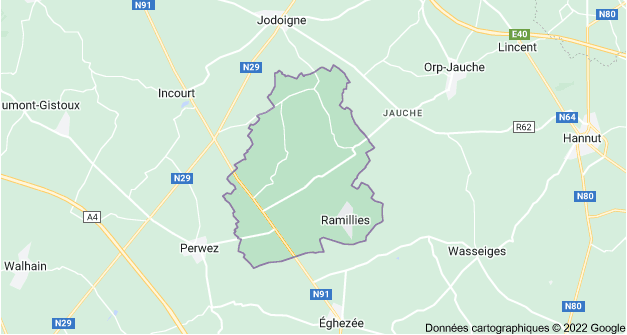 N91
N80
Jodoigne
E40
Lincent
N29
Orp-Jauche
Incourt
umont-Gistoux
JAUCHE
N64
R62
Hannut
N29
N80
A4
Ramillies
Perwez
Wasseiges
Walhain
N91
N80
N29
Éghezée
Données cartographiques © 2022 Google